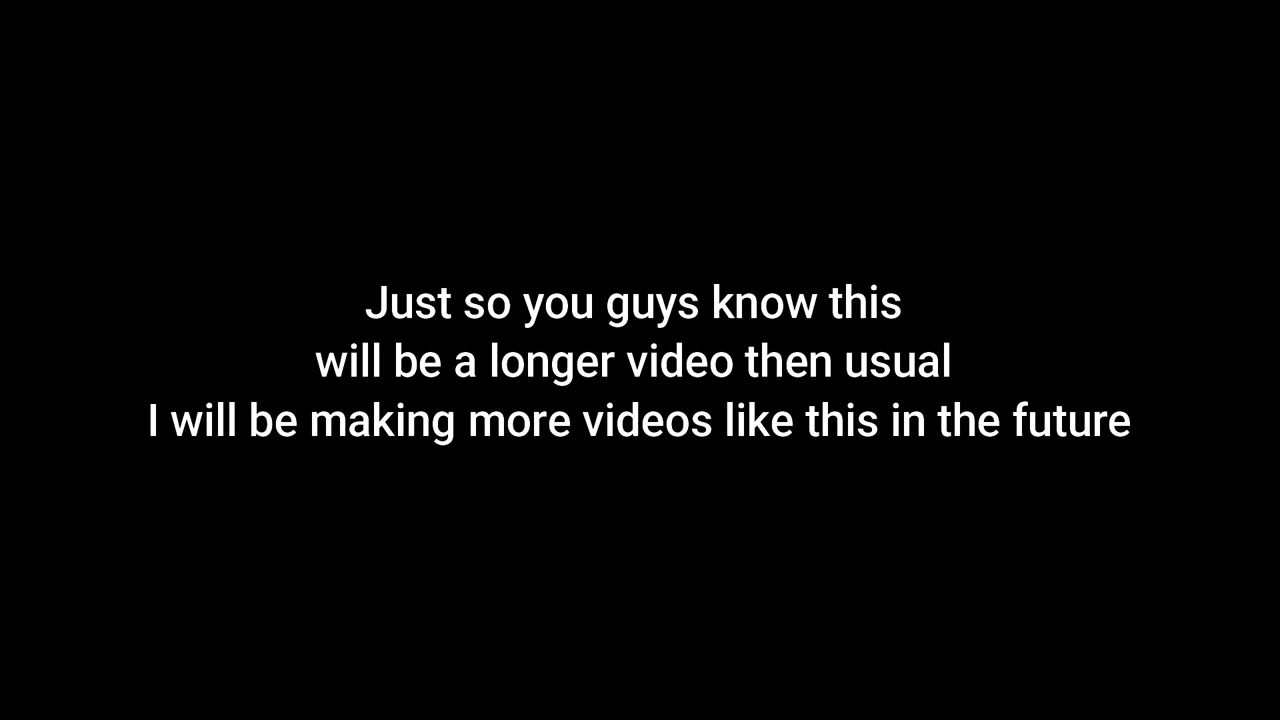 Just so you guys know this
will be a longer video then usual
I will be making more videos like this in the future